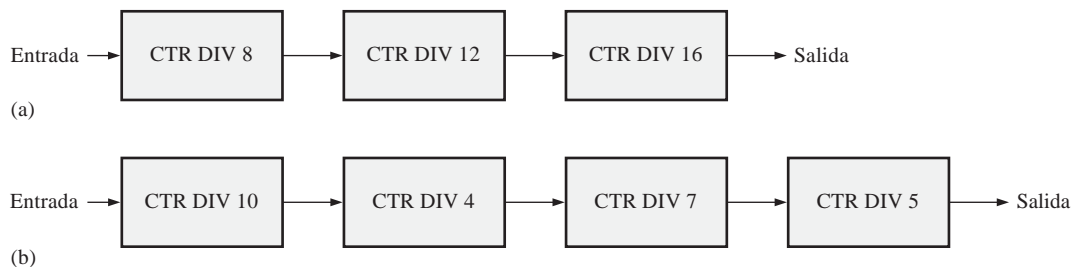 Entrada CTR DIV 8 CTR DIV 12 CTR DIV 16 Salida
(a)
Entrada CTR DIV 10 CTR DIV 4 CTR DIV 7 CTR DIV 5 Salida
(b)